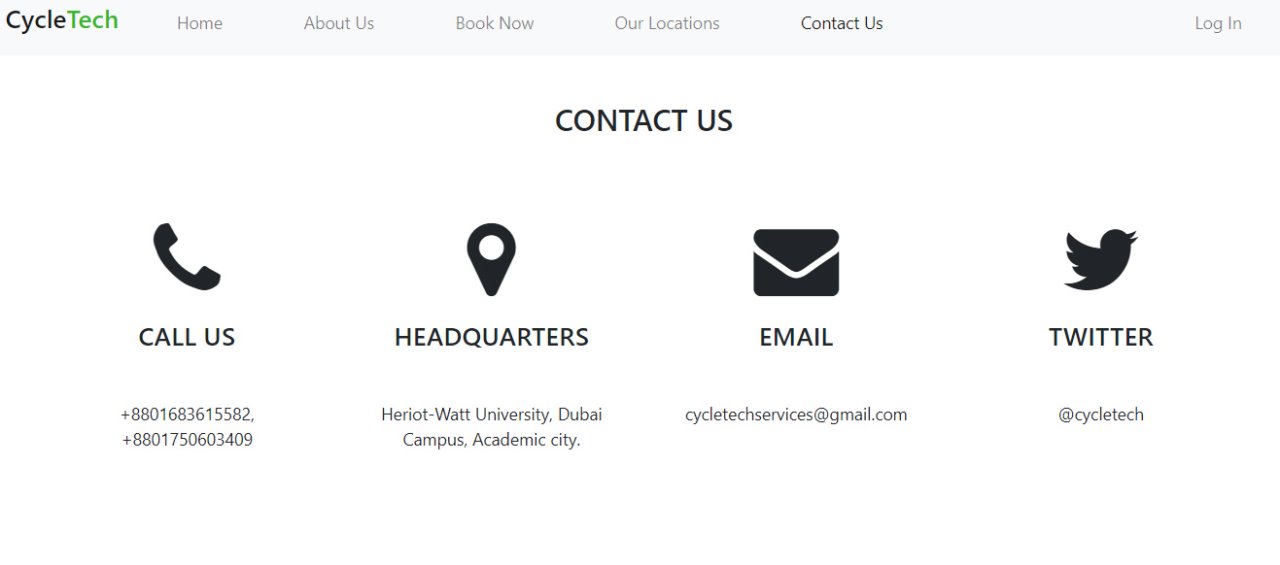 CycleTech Home About Us Book Now Our Locations Contact Us Log In
CONTACT US
CALL US
+8801683615582,
+8801750603409
HEADQUARTERS
Heriot-Watt University, Dubai
Campus, Academic city.
EMAIL
cycletechservices@gmail.com
TWITTER
@cycletech